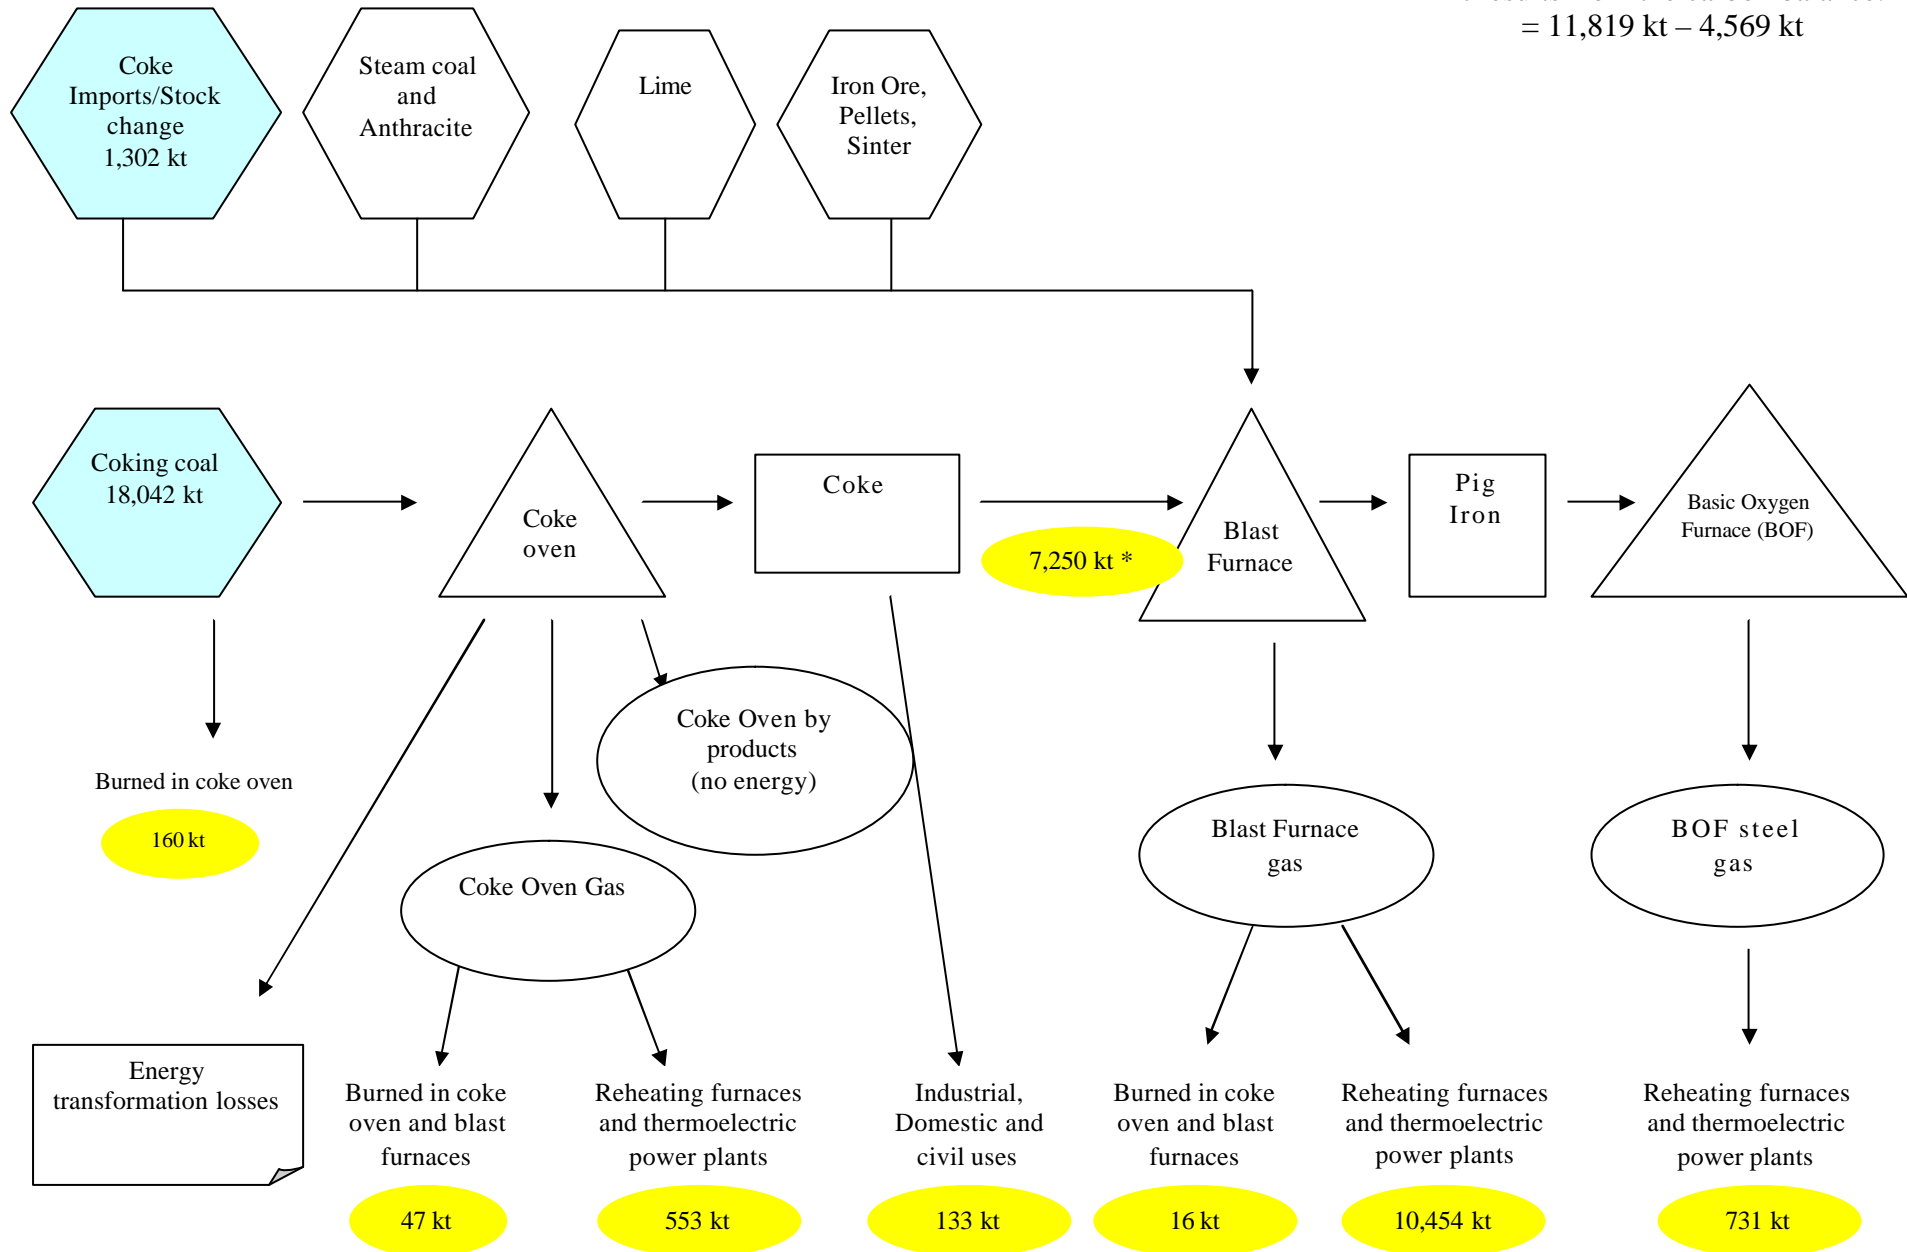 = 11,819 kt – 4,569 kt
Coke
Imports/Stock
change
1,302 kt
Steam coal
and
Anthracite
Lime
Iron Ore,
Pellets,
Sinter
Coking coal
18,042 kt
Coke
oven
Coke
7,250 kt *
Blast
Furnace
Pig
Iron
Basic Oxygen
Furnace (BOF)
Burned in coke oven
160 kt
Coke Oven by
products
(no energy)
Coke Oven Gas
Blast Furnace
gas
BOF steel
gas
Energy
transformation losses
Burned in coke
oven and blast
furnaces
47 kt
Reheating furnaces
and thermoelectric
power plants
553 kt
Industrial,
Domestic and
civil uses
133 kt
Burned in coke
oven and blast
furnaces
16 kt
Reheating furnaces
and thermoelectric
power plants
10,454 kt
Reheating furnaces
and thermoelectric
power plants
731 kt